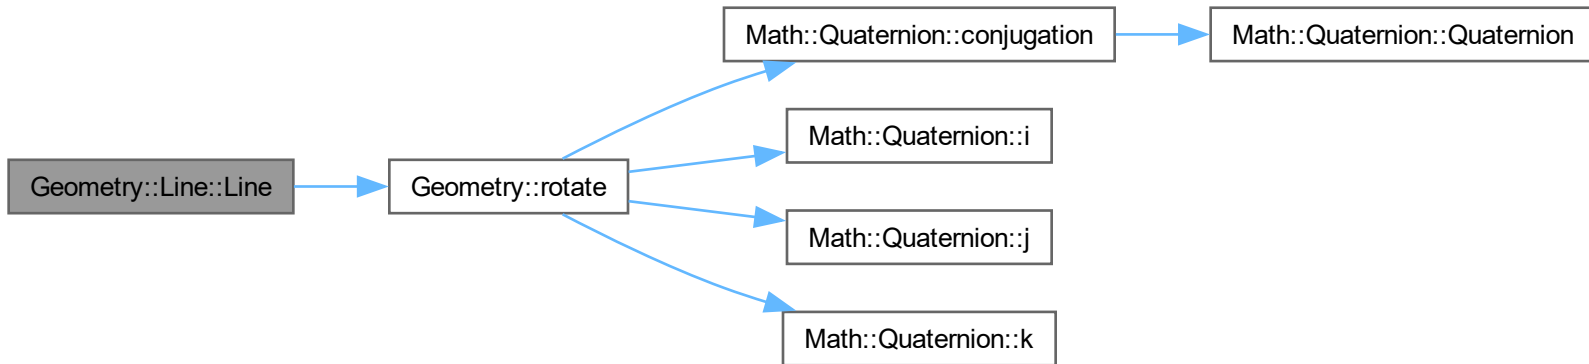 Geometry::Line::Line
Geometry::rotate
Math::Quaternion::conjugation
Math::Quaternion::Quaternion
Math::Quaternion::i
Math::Quaternion::j
Math::Quaternion::k